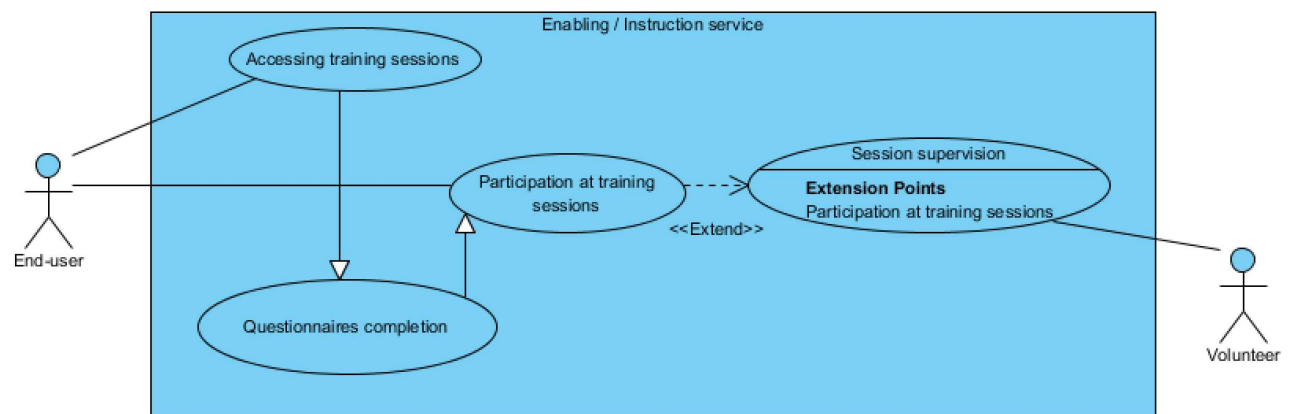 Enabling / Instruction service
Accessing training sessions
Session supervision
Participation at training
sessions
Extension Points
Participation at training sessions
<<Extend>>
End-user
Questionnaires completion
Volunteer